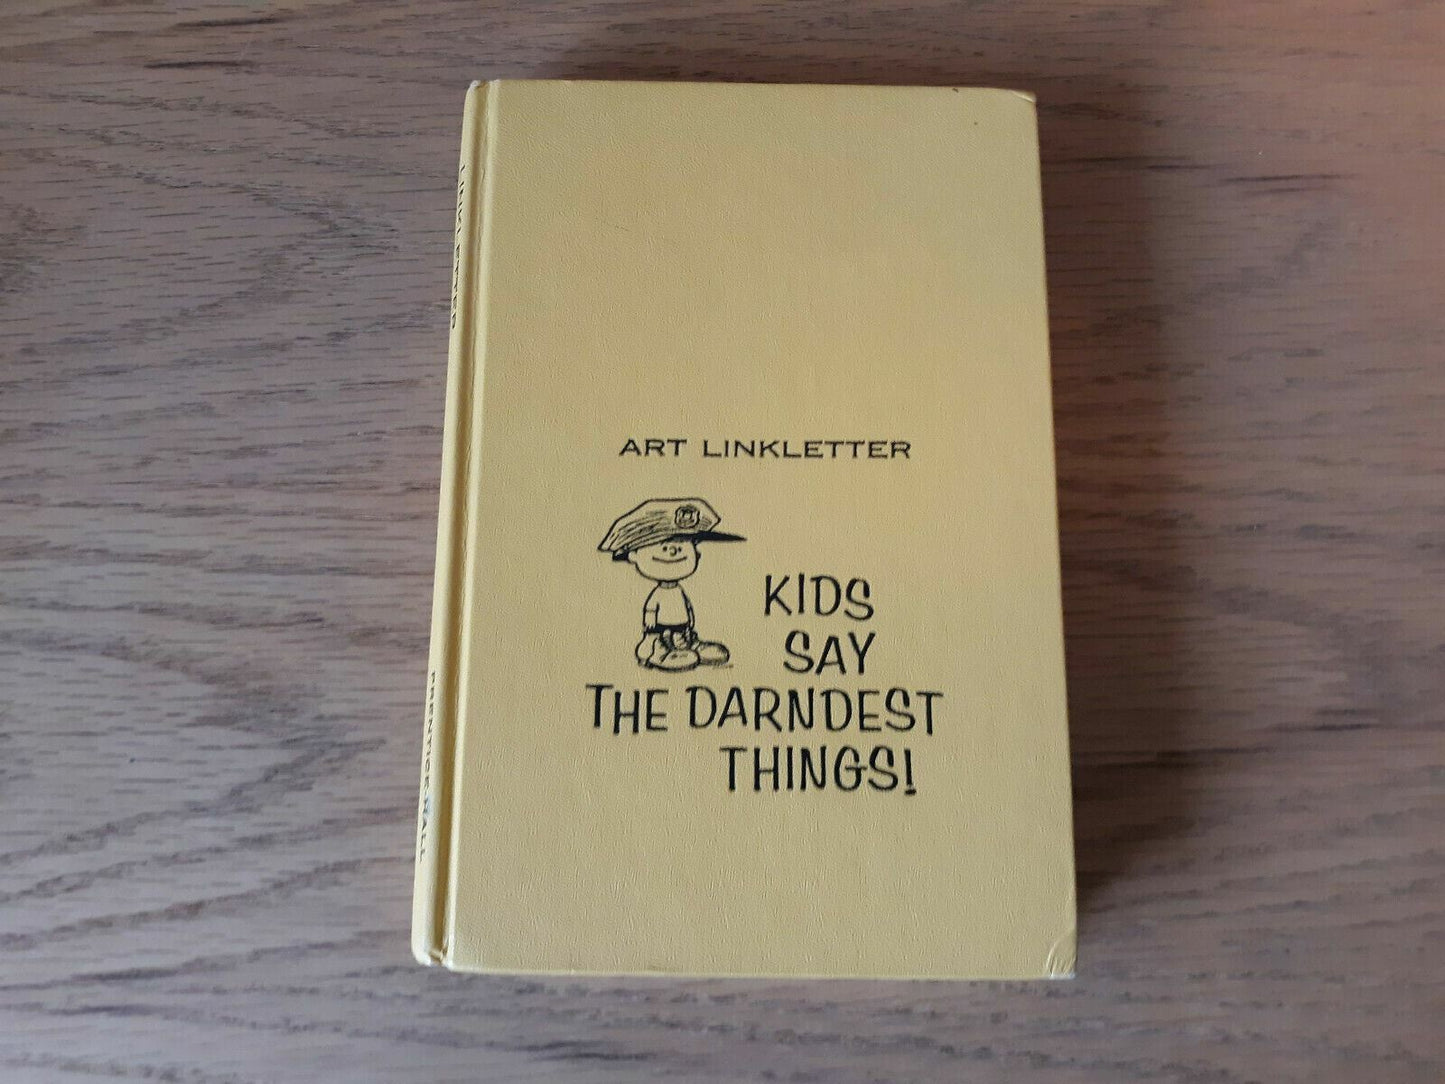 ART LINKLETTER
KIDS
SAY
THE DARNDEST
THINGS!
LINKLETTER
PRENTICE-HALL